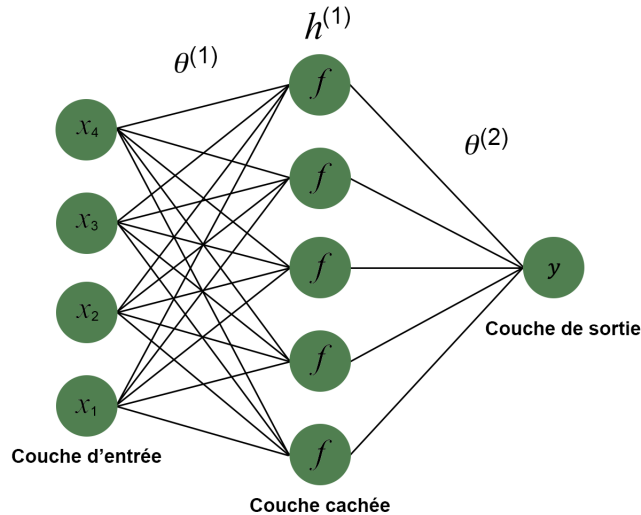 h(1)
θ(1)
f
x4
θ(2)
f
x3
f
y
x2
Couche de sortie
f
x1
Couche d’entrée
f
Couche cachée